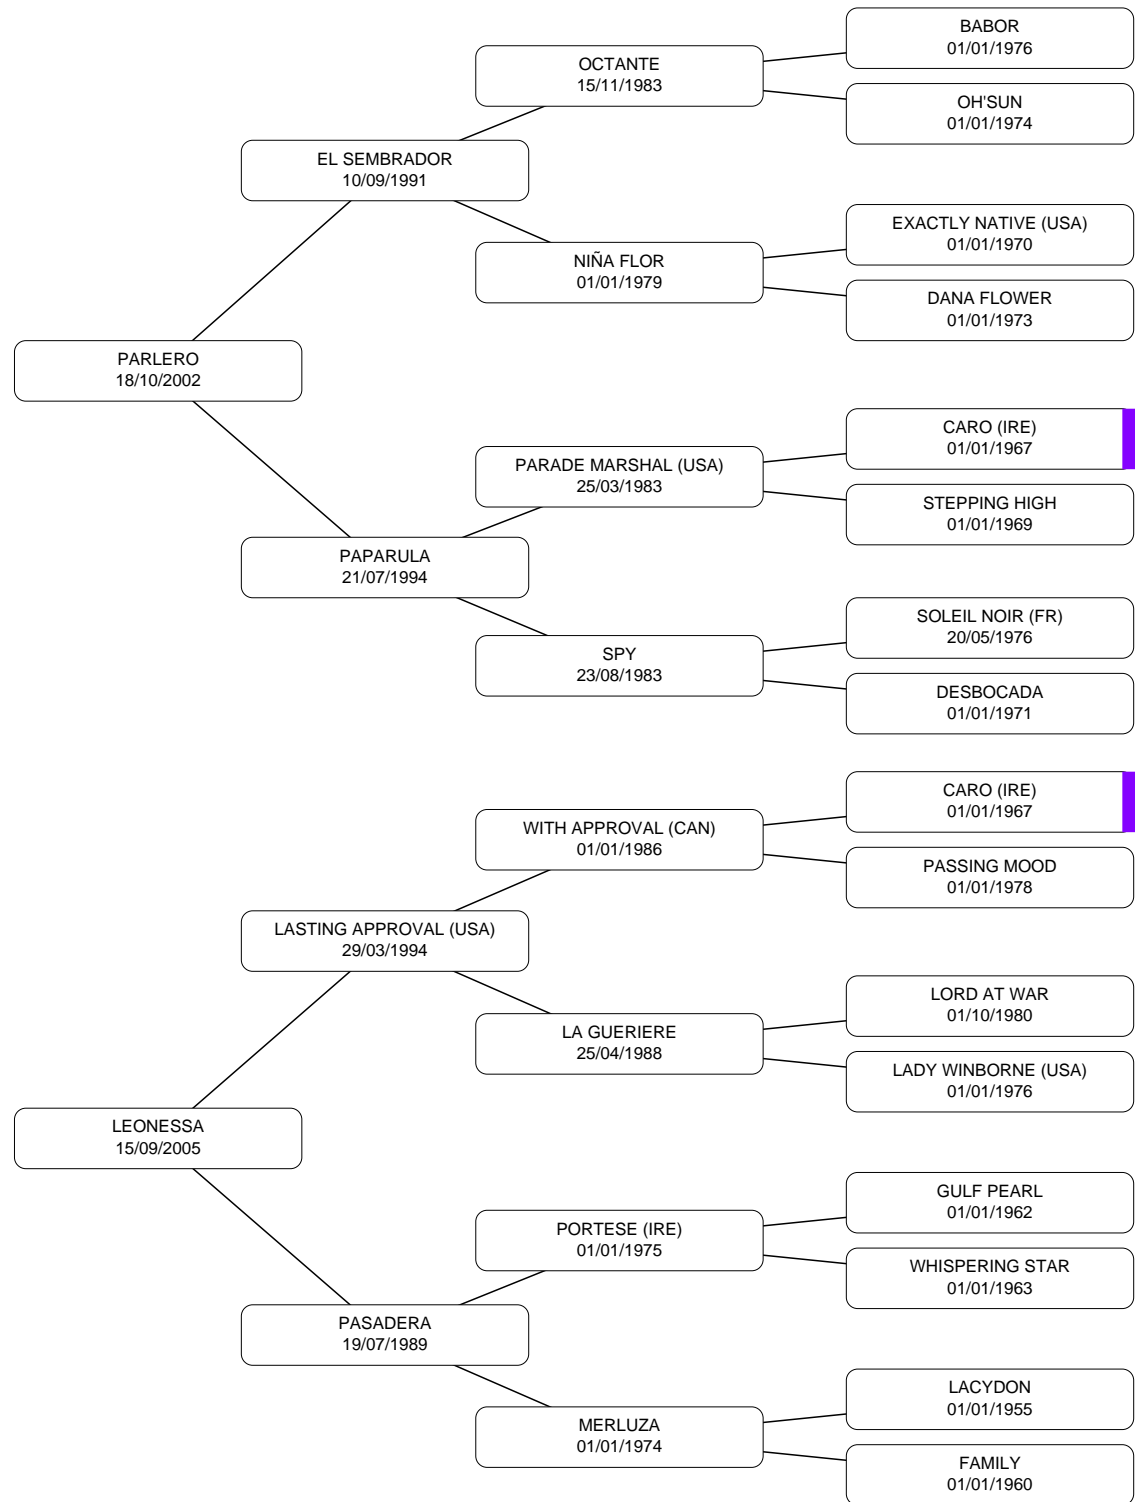 BABOR
01/01/1976
OCTANTE
15/11/1983
OH'SUN
01/01/1974
EL SEMBRADOR
10/09/1991
EXACTLY NATIVE (USA)
01/01/1970
NIÑA FLOR
01/01/1979
DANA FLOWER
01/01/1973
PARLERO
18/10/2002
CARO (IRE)
01/01/1967
PARADE MARSHAL (USA)
25/03/1983
STEPPING HIGH
01/01/1969
PAPARULA
21/07/1994
SOLEIL NOIR (FR)
20/05/1976
SPY
23/08/1983
DESBOCADA
01/01/1971
CARO (IRE)
01/01/1967
WITH APPROVAL (CAN)
01/01/1986
PASSING MOOD
01/01/1978
LASTING APPROVAL (USA)
29/03/1994
LORD AT WAR
01/10/1980
LA GUERIERE
25/04/1988
LADY WINBORNE (USA)
01/01/1976
LEONESSA
15/09/2005
GULF PEARL
01/01/1962
PORTESE (IRE)
01/01/1975
WHISPERING STAR
01/01/1963
PASADERA
19/07/1989
LACYDON
01/01/1955
MERLUZA
01/01/1974
FAMILY
01/01/1960